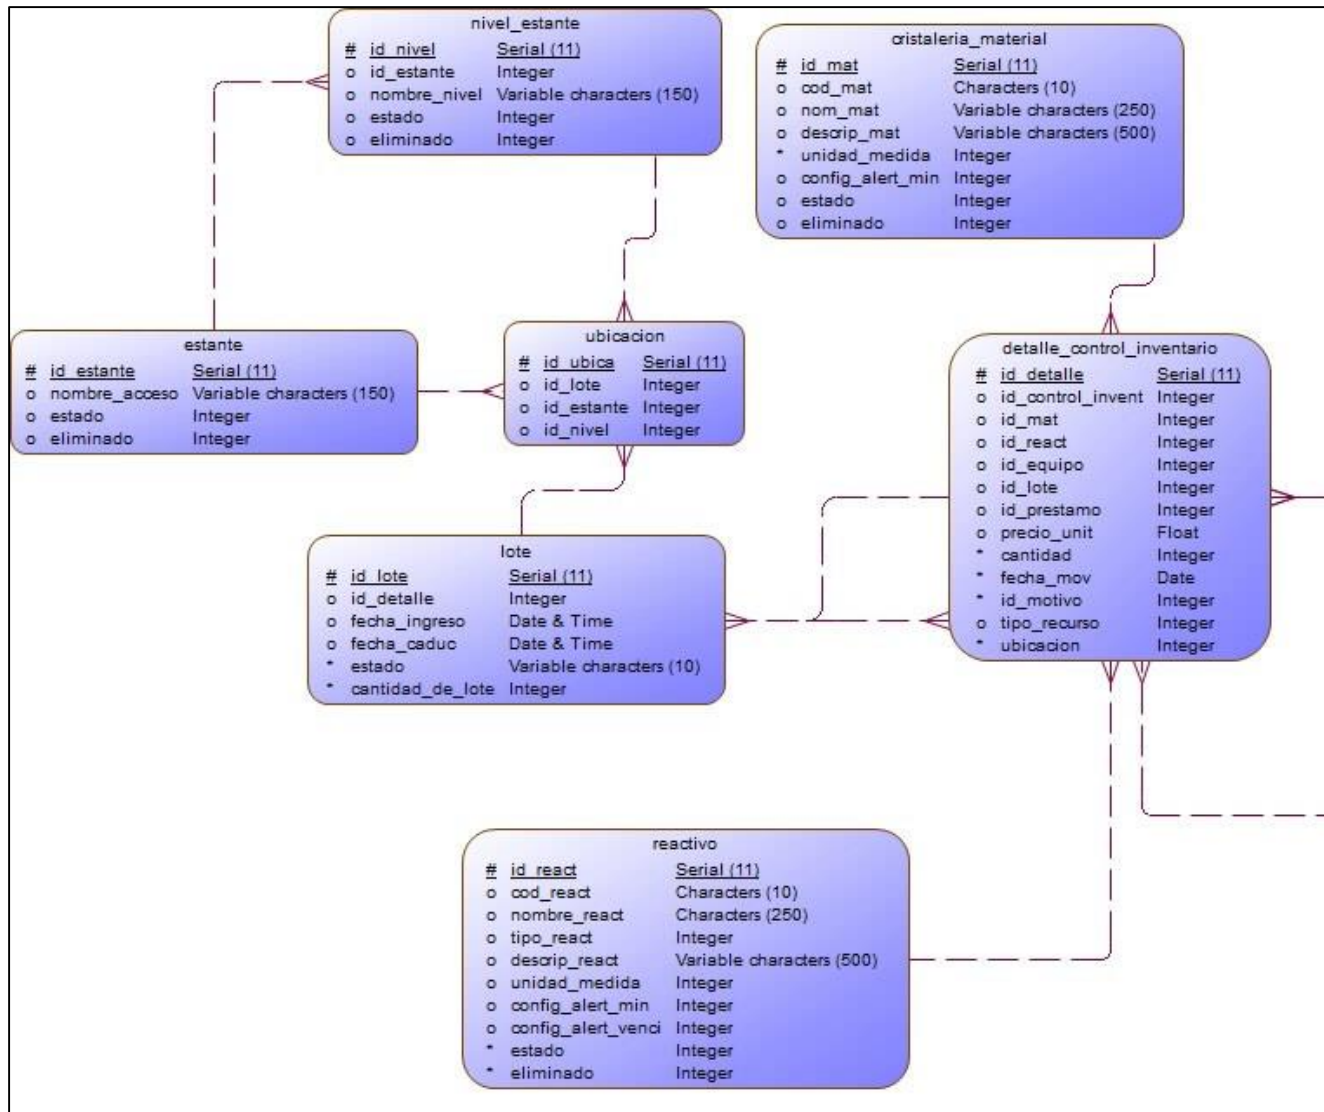 nivel_estante
# id_nivel Serial (11)
o id_estante Integer
o nombre_nivel Variable characters (150)
o estado Integer
o eliminado Integer
cristaleria_material
# id_mat Serial (11)
o cod_mat Characters (10)
o nom_mat Variable characters (250)
o descrip_mat Variable characters (500)
* unidad_medida Integer
o config_alert_min Integer
o estado Integer
o eliminado Integer
estante
# id_estante Serial (11)
o nombre_acceso Variable characters (150)
o estado Integer
o eliminado Integer
ubicacion
# id_ubica Serial (11)
o id_lote Integer
o id_estante Integer
o id_nivel Integer
detalle_control_inventario
# id_detalle Serial (11)
o id_control_invent Integer
o id_mat Integer
o id_react Integer
o id_equipo Integer
o id_lote Integer
o id_prestamo Integer
o precio_unit Float
* cantidad Integer
* fecha_mov Date
* id_motivo Integer
o tipo_recurso Integer
* ubicacion Integer
lote
# id_lote Serial (11)
o id_detalle Integer
o fecha_ingreso Date & Time
o fecha_caduc Date & Time
* estado Variable characters (10)
* cantidad_de_lote Integer
reactivo
# id_react Serial (11)
o cod_react Characters (10)
o nombre_react Characters (250)
o tipo_react Integer
o descrip_react Variable characters (500)
o unidad_medida Integer
o config_alert_min Integer
o config_alert_venci Integer
* estado Integer
* eliminado Integer